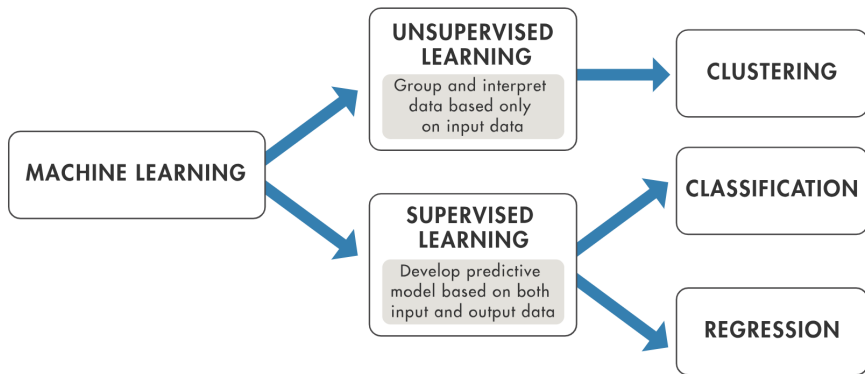 MACHINE LEARNING
UNSUPERVISED
LEARNING
Group and interpret
data based only
on input data
SUPERVISED
LEARNING
Develop predictive
model based on both
input and output data
CLUSTERING
CLASSIFICATION
REGRESSION